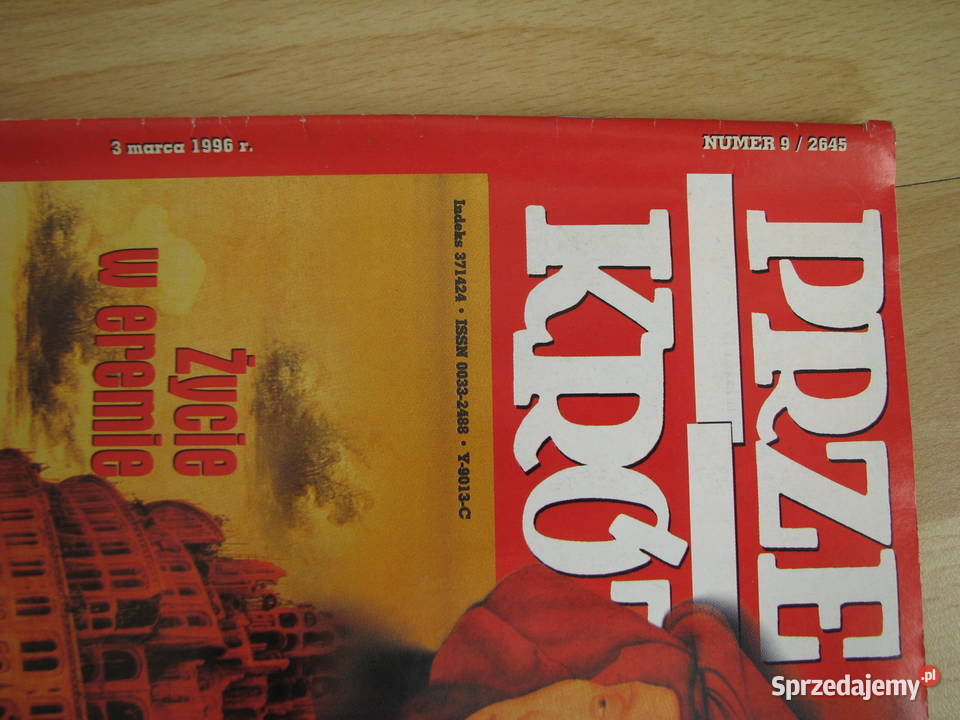 3 marca 1996 r.
NUMER 9 / 2645
PRZE
KRÓ
Indeks 371424 • ISSN 0033-2488 • Y-9013-C
Życie
w eremie
Sprzedajemy.pl